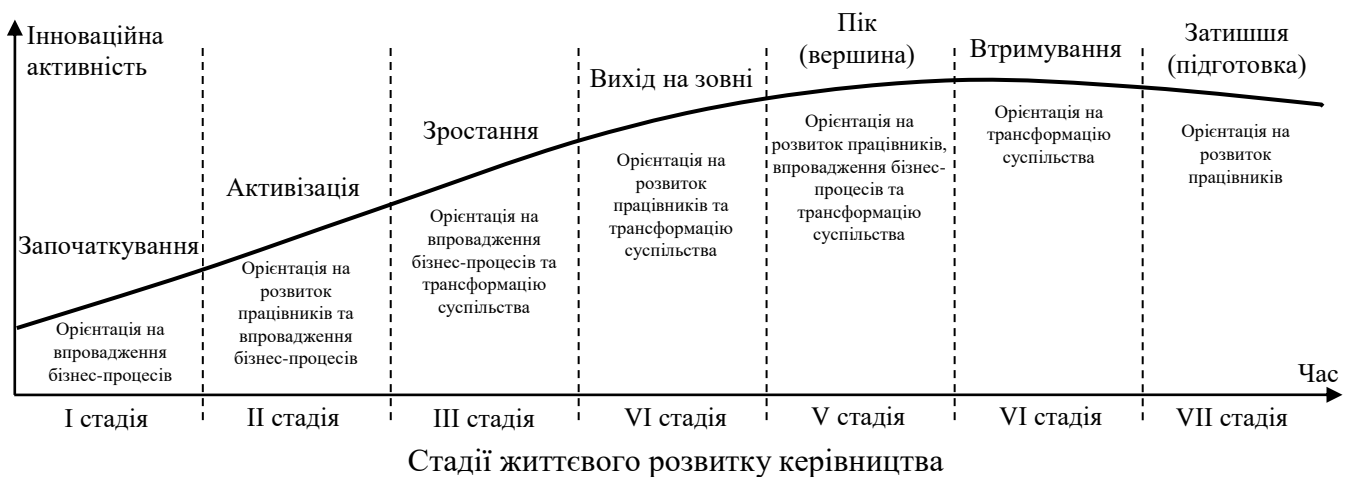 Інноваційна
активність
Започаткування
Орієнтація на
впровадження
бізнес-процесів
Активізація
Орієнтація на
розвиток
працівників та
впровадження
бізнес-процесів
Зростання
Орієнтація на
впровадження
бізнес-процесів та
трансформацію
суспільства
Вихід на зовні
Орієнтація на
розвиток
працівників та
трансформацію
суспільства
Пік
(вершина)
Орієнтація на
розвиток працівників,
впровадження бізнес-
процесів та
трансформацію
суспільства
Втримування
Орієнтація на
трансформацію
суспільства
Затишшя
(підготовка)
Орієнтація на
розвиток
працівників
Час
I стадія
II стадія
III стадія
VI стадія
V стадія
VI стадія
VII стадія
Стадії життєвого розвитку керівництва